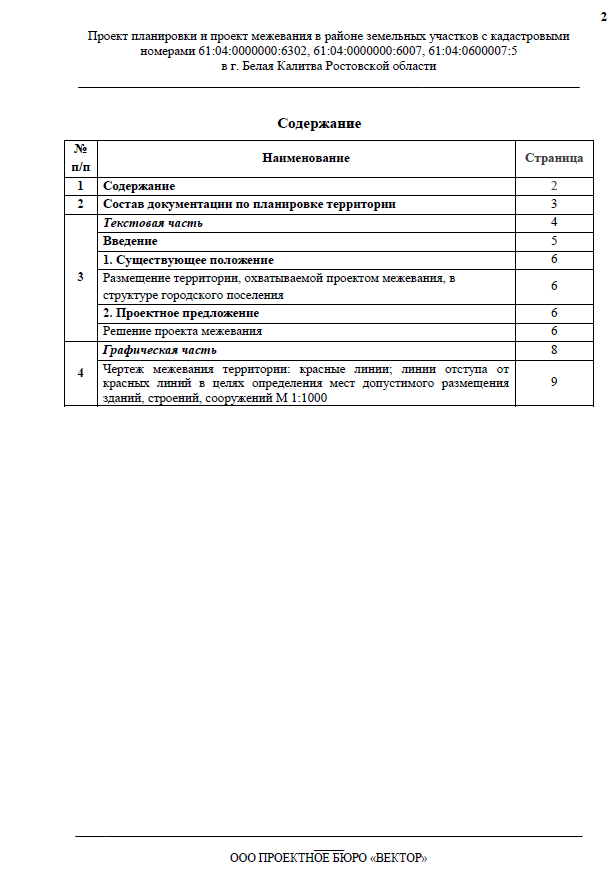 2
Проект планировки и проект межевания в районе земельных участков с кадастровыми
номерами 61:04:0000000:6302, 61:04:0000000:6007, 61:04:0600007:5
в г. Белая Калитва Ростовской области
Содержание
№ п/п Наименование Страница
1 Содержание 2
2 Состав документации по планировке территории 3
3 Текстовая часть 4
Введение 5
1. Существующее положение 6
Размещение территории, охватываемой проектом межевания, в
структуре городского поселения 6
2. Проектное предложение 6
Решение проекта межевания 6
4 Графическая часть 8
Чертеж межевания территории: красные линии; линии отступа от
красных линий в целях определения мест допустимого размещения 9
зданий, строений, сооружений М 1:1000
ООО ПРОЕКТНОЕ БЮРО «ВЕКТОР»